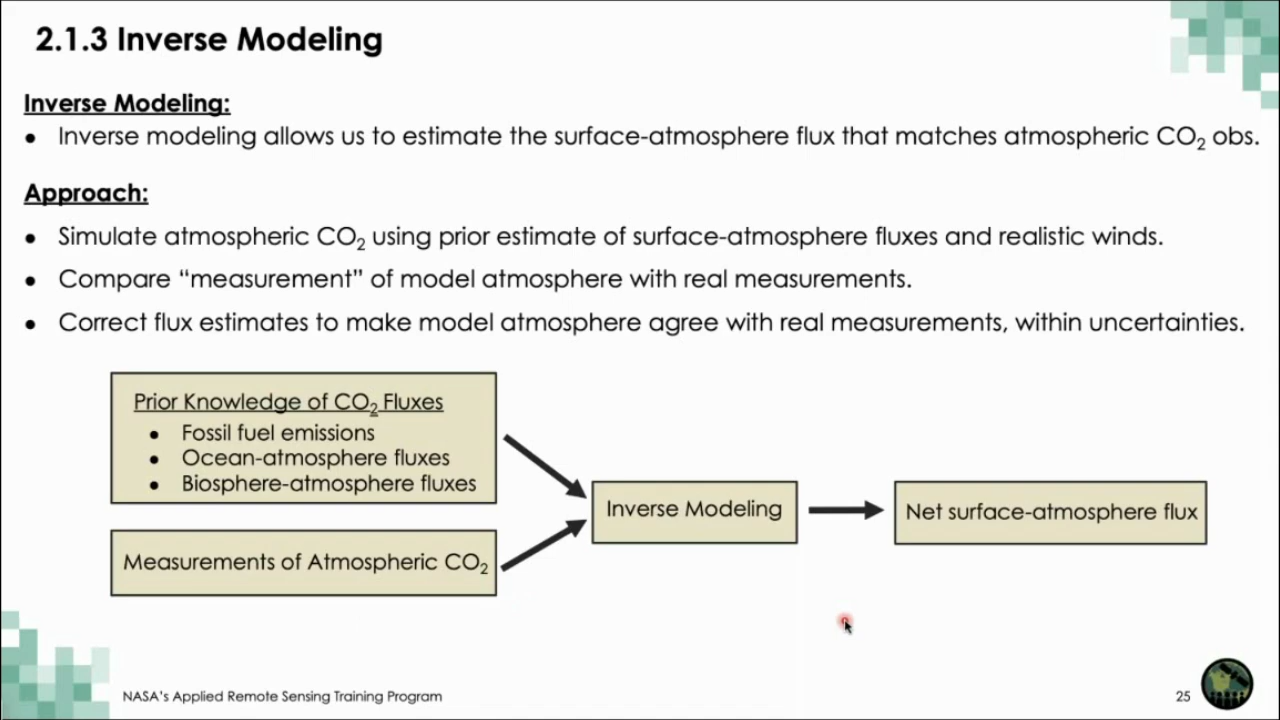 2.1.3 Inverse Modeling
Inverse Modeling:
● Inverse modeling allows us to estimate the surface-atmosphere flux that matches atmospheric CO₂ obs.
Approach:
● Simulate atmospheric CO₂ using prior estimate of surface-atmosphere fluxes and realistic winds.
● Compare “measurement” of model atmosphere with real measurements.
● Correct flux estimates to make model atmosphere agree with real measurements, within uncertainties.
Prior Knowledge of CO₂ Fluxes
● Fossil fuel emissions
● Ocean-atmosphere fluxes
● Biosphere-atmosphere fluxes
Measurements of Atmospheric CO₂
Inverse Modeling
Net surface-atmosphere flux
NASA’s Applied Remote Sensing Training Program
25